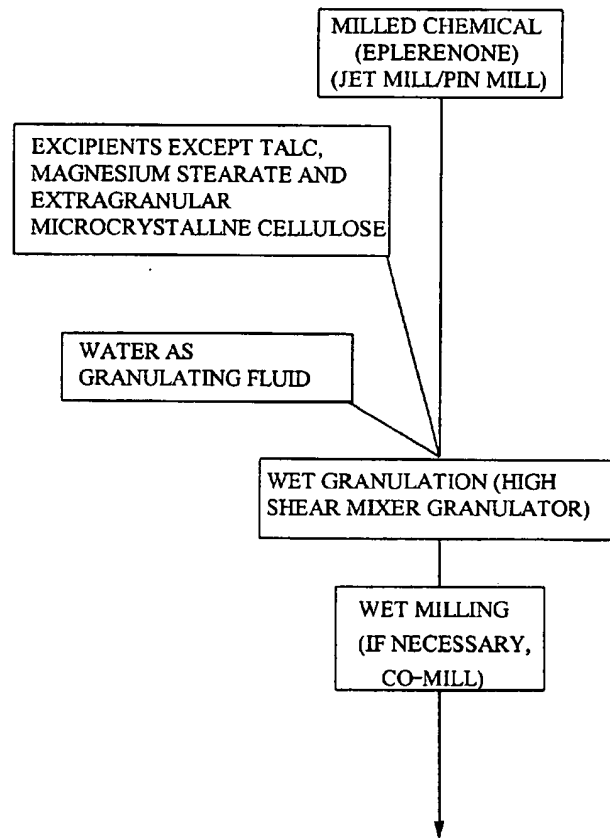 MILLED CHEMICAL
(EPLERENONE)
(JET MILL/PIN MILL)
EXCIPIENTS EXCEPT TALC,
MAGNESIUM STEARATE AND
EXTRAGRANULAR
MICROCRYSTALLNE CELLULOSE
WATER AS
GRANULATING FLUID
WET GRANULATION (HIGH
SHEAR MIXER GRANULATOR)
WET MILLING
(IF NECESSARY,
CO-MILL)